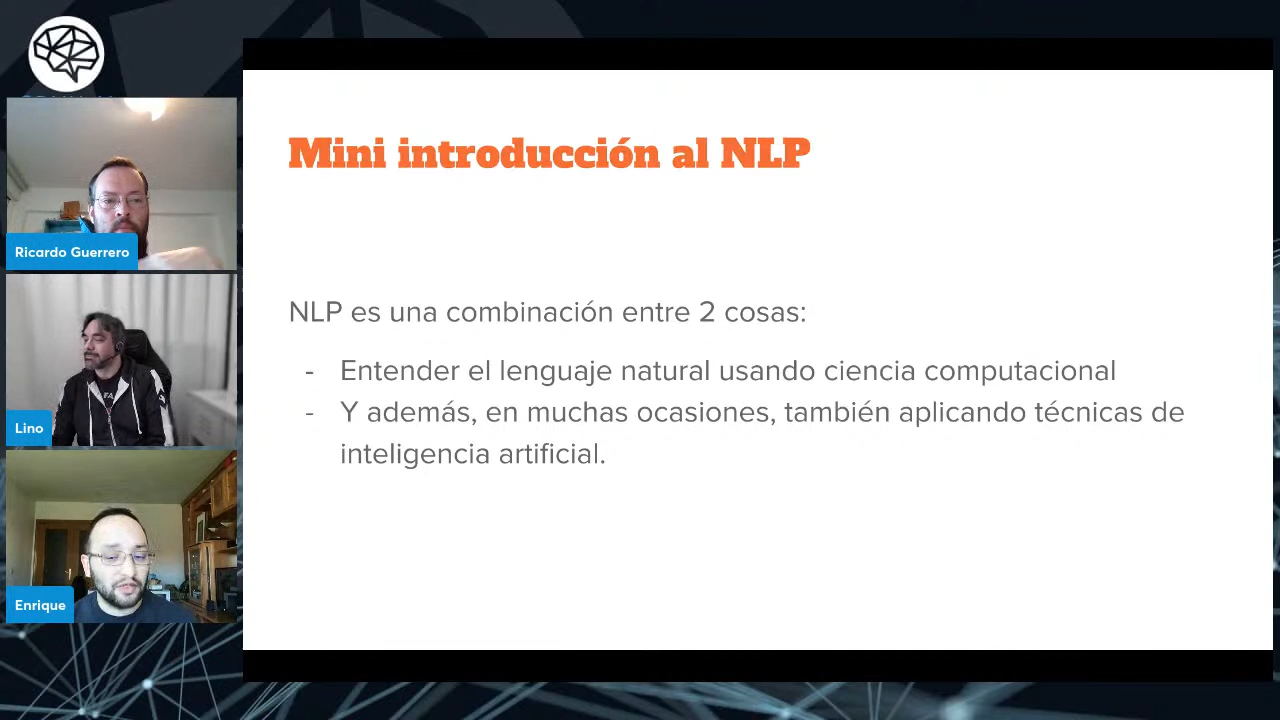 Mini introducción al NLP
NLP es una combinación entre 2 cosas:
- Entender el lenguaje natural usando ciencia computacional
- Y además, en muchas ocasiones, también aplicando técnicas de
inteligencia artificial.
Ricardo Guerrero
Lino
Enrique